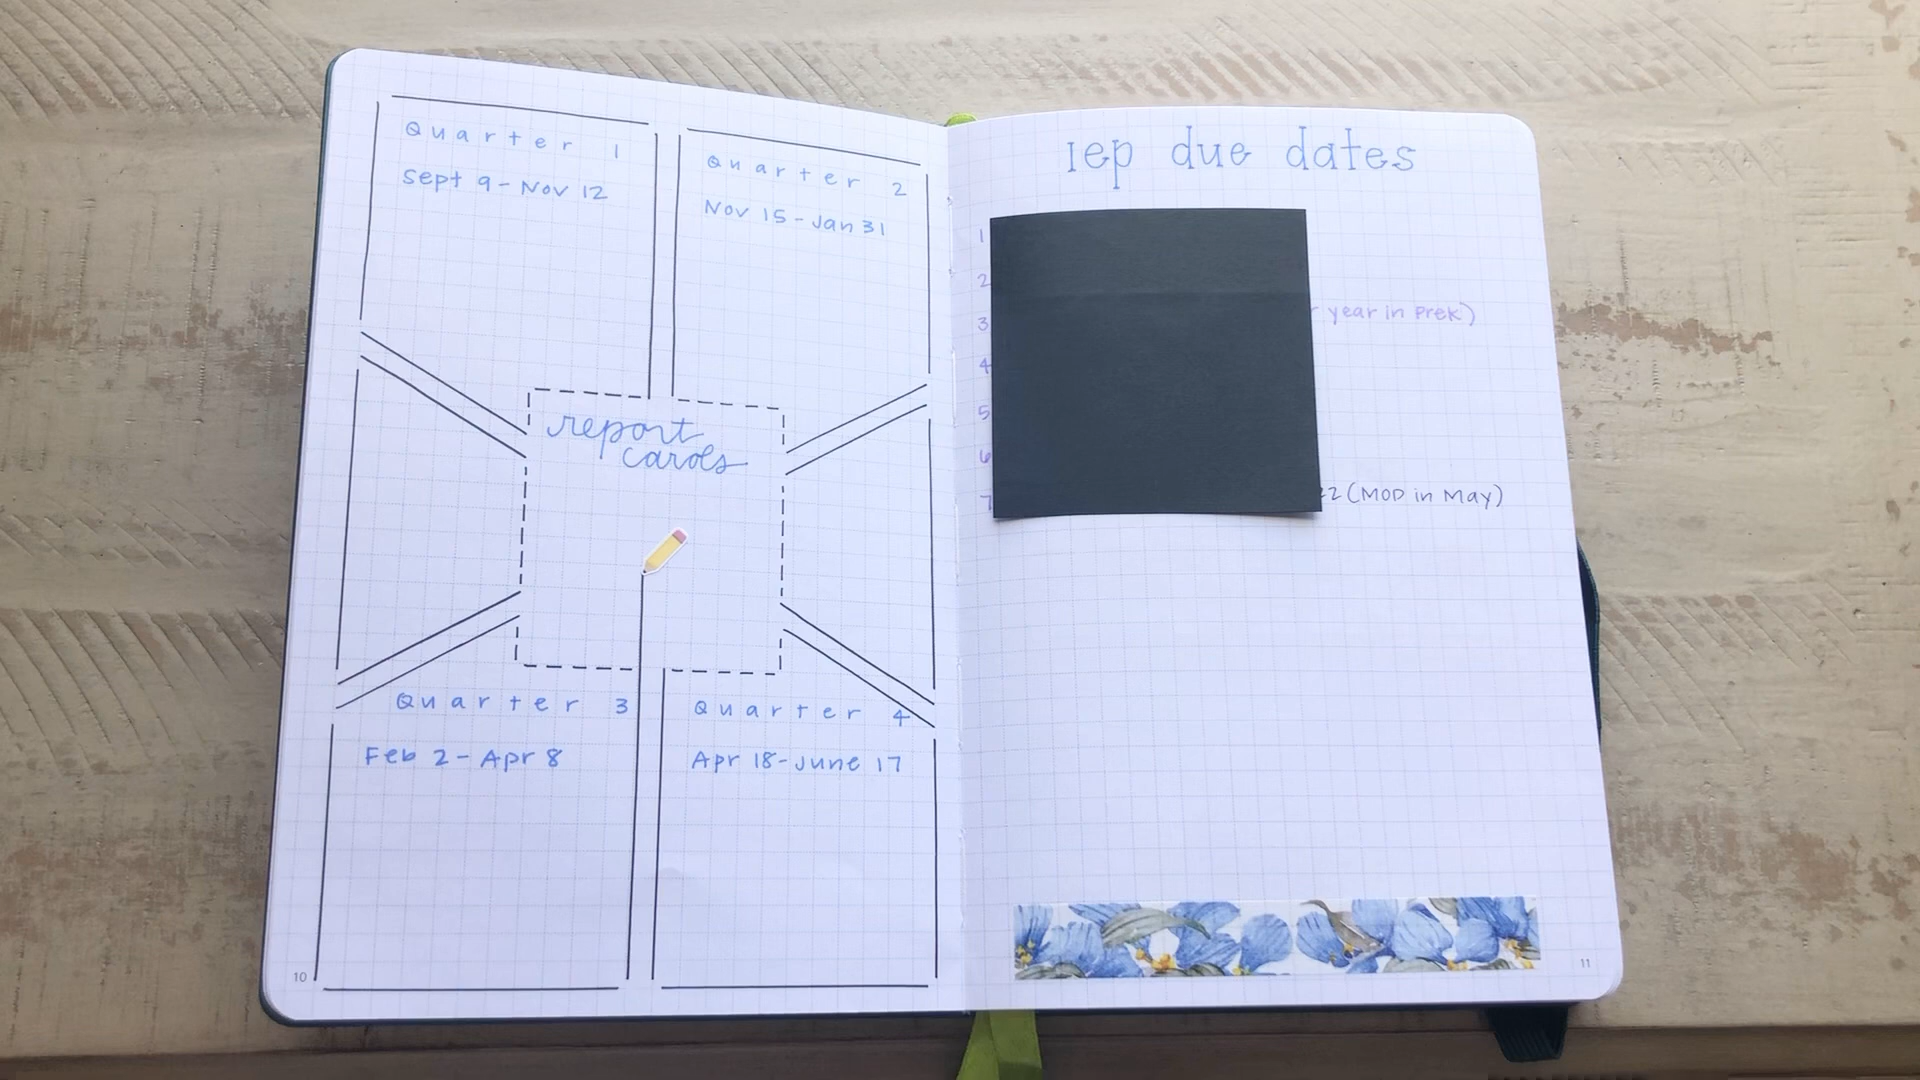 Quarter 1
Sept 9 - Nov 12
Quarter 2
Nov 15 - Jan 31
report
cards
Quarter 3
Feb 2 - Apr 8
Quarter 4
Apr 18 - June 17
10
iep due dates
1
2
3 year in Prek)
4
5
6
7 22 (MOD in May)
11